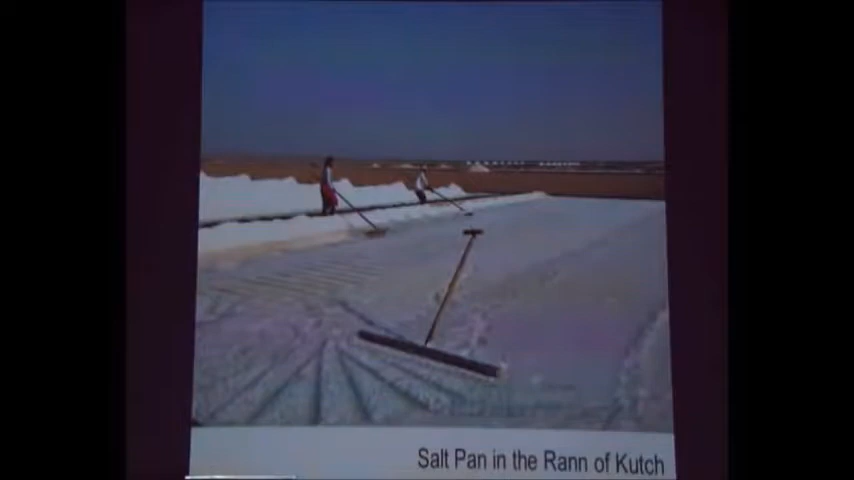 Salt Pan in the Rann of Kutch